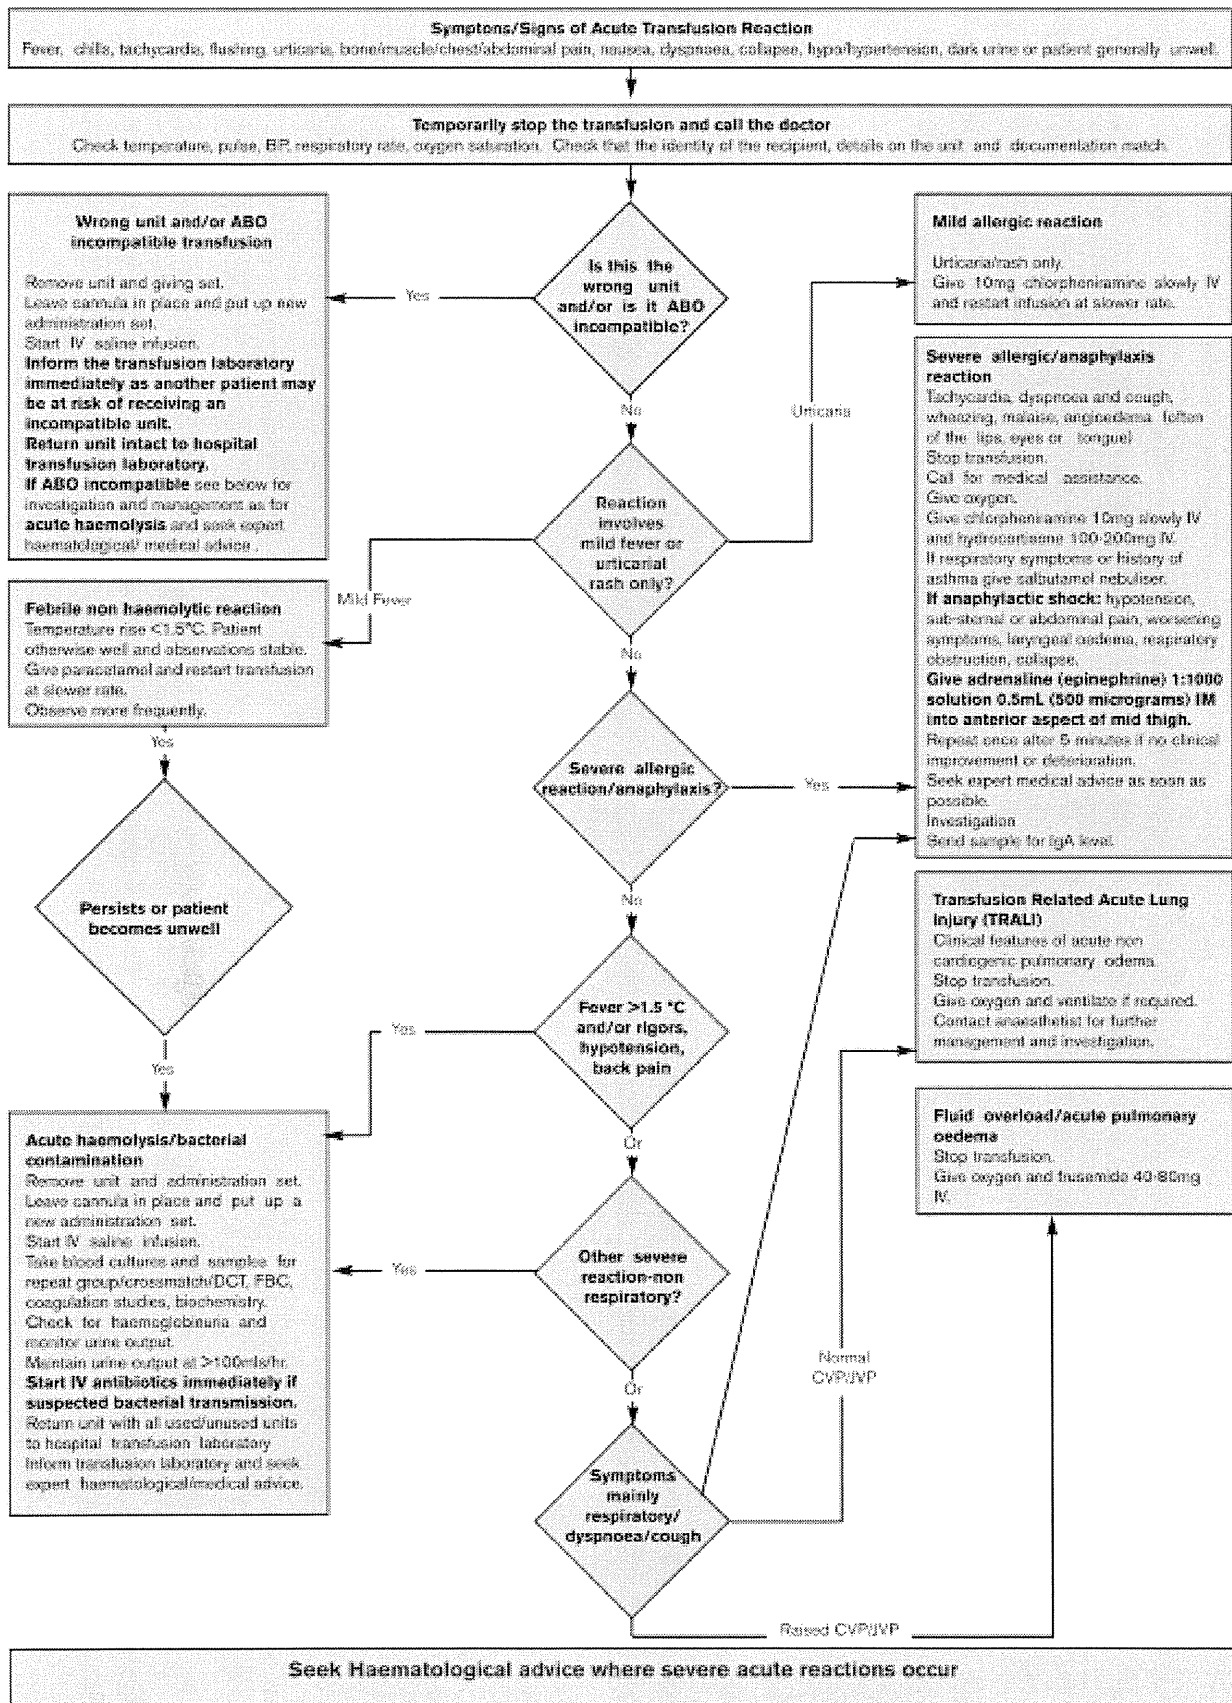 Symptons/Signs of Acute Transfusion Reaction
Fever, chills, tachycardia, flushing, urticaria, bone/muscle/chest/abdominal pain, nausea, dyspnoea, collapse, hypo/hypertension, dark urine or patient generally unwell.
Temporarily stop the transfusion and call the doctor
Check temperature, pulse, BP, respiratory rate, oxygen saturation. Check that the identity of the recipient, details on the unit and documentation match.
Wrong unit and/or ABO
incompatible transfusion
Remove unit and giving set.
Leave cannula in place and put up new
administration set.
Start IV saline infusion.
Inform the transfusion laboratory
immediately as another patient may
be at risk of receiving an
incompatible unit.
Return unit intact to hospital
transfusion laboratory.
If ABO incompatible see below for
investigation and management as for
acute haemolysis and seek expert
haematological/ medical advice .
Yes
Is this the
wrong unit
and/or is it ABO
incompatible?
No
Urticaria
Mild allergic reaction
Urticaria/rash only.
Give 10mg chlorpheniramine slowly IV
and restart infusion at slower rate.
Reaction
involves
mild fever or
urticarial
rash only?
Mild Fever
No
Febrile non haemolytic reaction
Temperature rise <1.5°C. Patient
otherwise well and observations stable.
Give paracetamol and restart transfusion
at slower rate.
Observe more frequently.
Yes
Persists or patient
becomes unwell
Yes
Severe allergic
reaction/anaphylaxis?
Yes
No
Severe allergic/anaphylaxis
reaction
Tachycardia, dyspnoea and cough,
wheezing, malaise, angioedema (often
of the lips, eyes or tongue)
Stop transfusion.
Call for medical assistance.
Give oxygen.
Give chlorpheniramine 10mg slowly IV
and hydrocortisone 100-200mg IV.
If respiratory symptoms or history of
asthma give salbutamol nebuliser.
If anaphylactic shock: hypotension,
sub-sternal or abdominal pain, worsening
symptoms, laryngeal oedema, respiratory
obstruction, collapse.
Give adrenaline (epinephrine) 1:1000
solution 0.5mL (500 micrograms) IM
into anterior aspect of mid thigh.
Repeat once after 5 minutes if no clinical
improvement or deterioration.
Seek expert medical advice as soon as
possible.
Investigation
Send sample for IgA level.
Fever >1.5 °C
and/or rigors,
hypotension,
back pain
Yes
Or
Transfusion Related Acute Lung
Injury (TRALI)
Clinical features of acute non
cardiogenic pulmonary odema.
Stop transfusion.
Give oxygen and ventilate if required.
Contact anaesthetist for further
management and investigation.
Acute haemolysis/bacterial
contamination
Remove unit and administration set.
Leave cannula in place and put up a
new administration set.
Start IV saline infusion.
Take blood cultures and samples for
repeat group/crossmatch/DCT, FBC,
coagulation studies, biochemistry.
Check for haemoglobinuria and
monitor urine output.
Maintain urine output at >100mls/hr.
Start IV antibiotics immediately if
suspected bacterial transmission.
Return unit with all used/unused units
to hospital transfusion laboratory
Inform transfusion laboratory and seek
expert haematological/medical advice.
Other severe
reaction-non
respiratory?
Yes
Or
Fluid overload/acute pulmonary
oedema
Stop transfusion.
Give oxygen and frusemide 40-80mg
IV.
Normal
CVP/JVP
Symptoms
mainly
respiratory/
dyspnoea/cough
Raised CVP/JVP
Seek Haematological advice where severe acute reactions occur